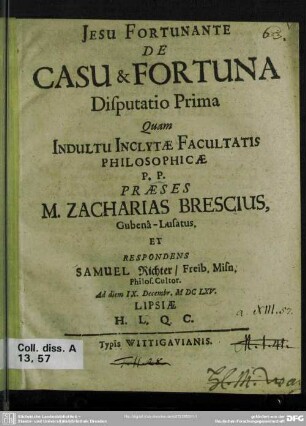 JESU FORTUNANTE
63.
DE
CASU & FORTUNA
Disputatio Prima
Quam
INDULTU INCLYTÆ FACULTATIS
PHILOSOPHICÆ
P. P.
PRÆSES
M. ZACHARIAS BRESCIUS,
Gubenâ-Lusatus,
ET
RESPONDENS
SAMUEL Richter / Freib, Misn,
Philos. Cultor.
Ad diem IX. Decembr. M DC LXV.
LIPSIÆ
H. L. Q. C.
Typis WITTIGAVIANIS.
Coll. diss. A
13, 57